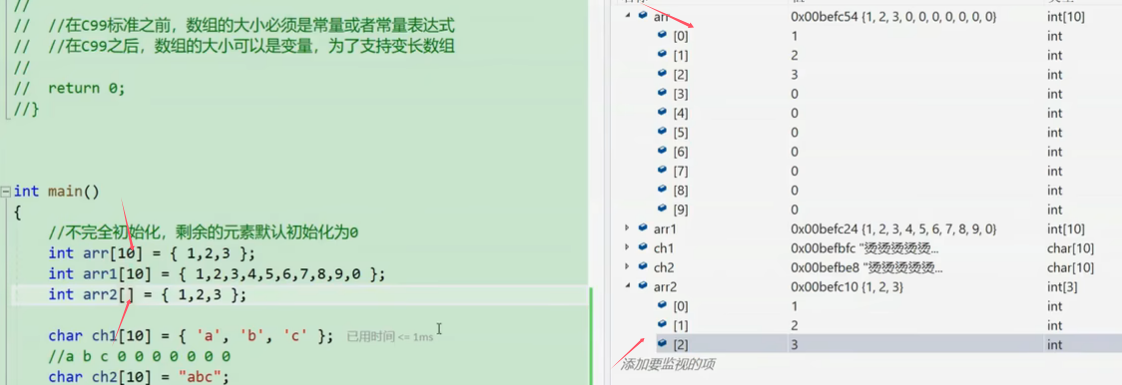 //
//  //在C99标准之前，数组的大小必须是常量或者常量表达式
//  //在C99之后，数组的大小可以是变量，为了支持变长数组
//
//  return 0;
//}
int main()
{
//不完全初始化，剩余的元素默认初始化为0
int arr[10] = { 1,2,3 };
int arr1[10] = { 1,2,3,4,5,6,7,8,9,0 };
int arr2[] = { 1,2,3 };
char ch1[10] = { 'a', 'b', 'c' }; 已用时间 <= 1ms
//a b c 0 0 0 0 0 0 0
char ch2[10] = "abc";
arr 0x00befc54 {1, 2, 3, 0, 0, 0, 0, 0, 0, 0} int[10]
[0] 1 int
[1] 2 int
[2] 3 int
[3] 0 int
[4] 0 int
[5] 0 int
[6] 0 int
[7] 0 int
[8] 0 int
[9] 0 int
arr1 0x00befc24 {1, 2, 3, 4, 5, 6, 7, 8, 9, 0} int[10]
ch1 0x00befbfc "烫烫烫烫烫... char[10]
ch2 0x00befbe8 "烫烫烫烫烫... char[10]
arr2 0x00befc10 {1, 2, 3} int[3]
[0] 1 int
[1] 2 int
[2] 3 int
添加要监视的项